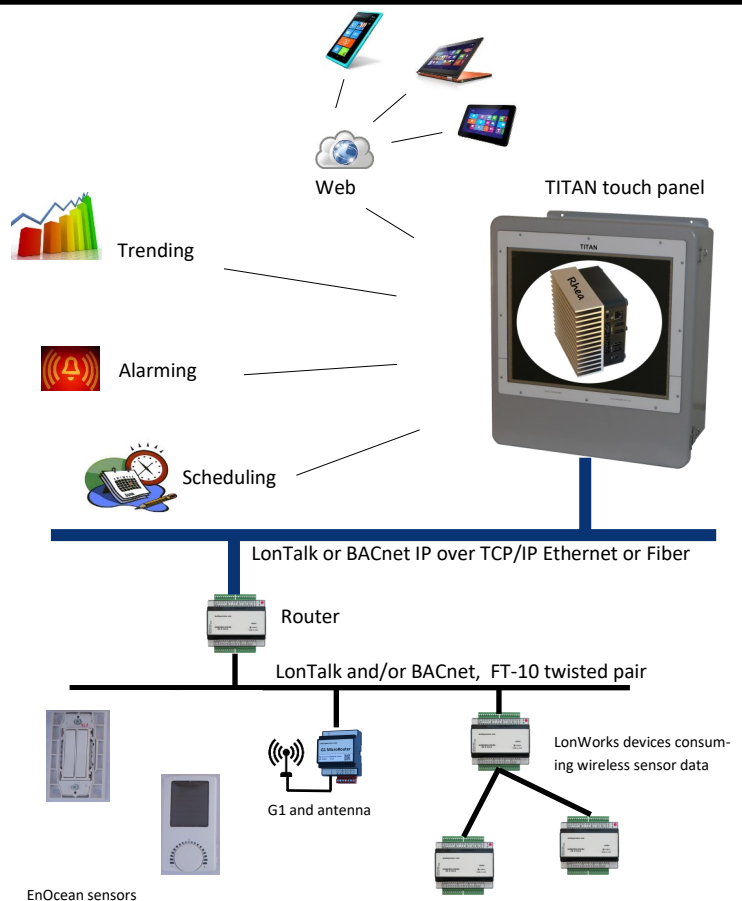 Web
TITAN touch panel
TITAN
Rhea
Trending
Alarming
Scheduling
LonTalk or BACnet IP over TCP/IP Ethernet or Fiber
Router
LonTalk and/or BACnet, FT-10 twisted pair
LonWorks devices consum-
ing wireless sensor data
G1 and antenna
EnOcean sensors